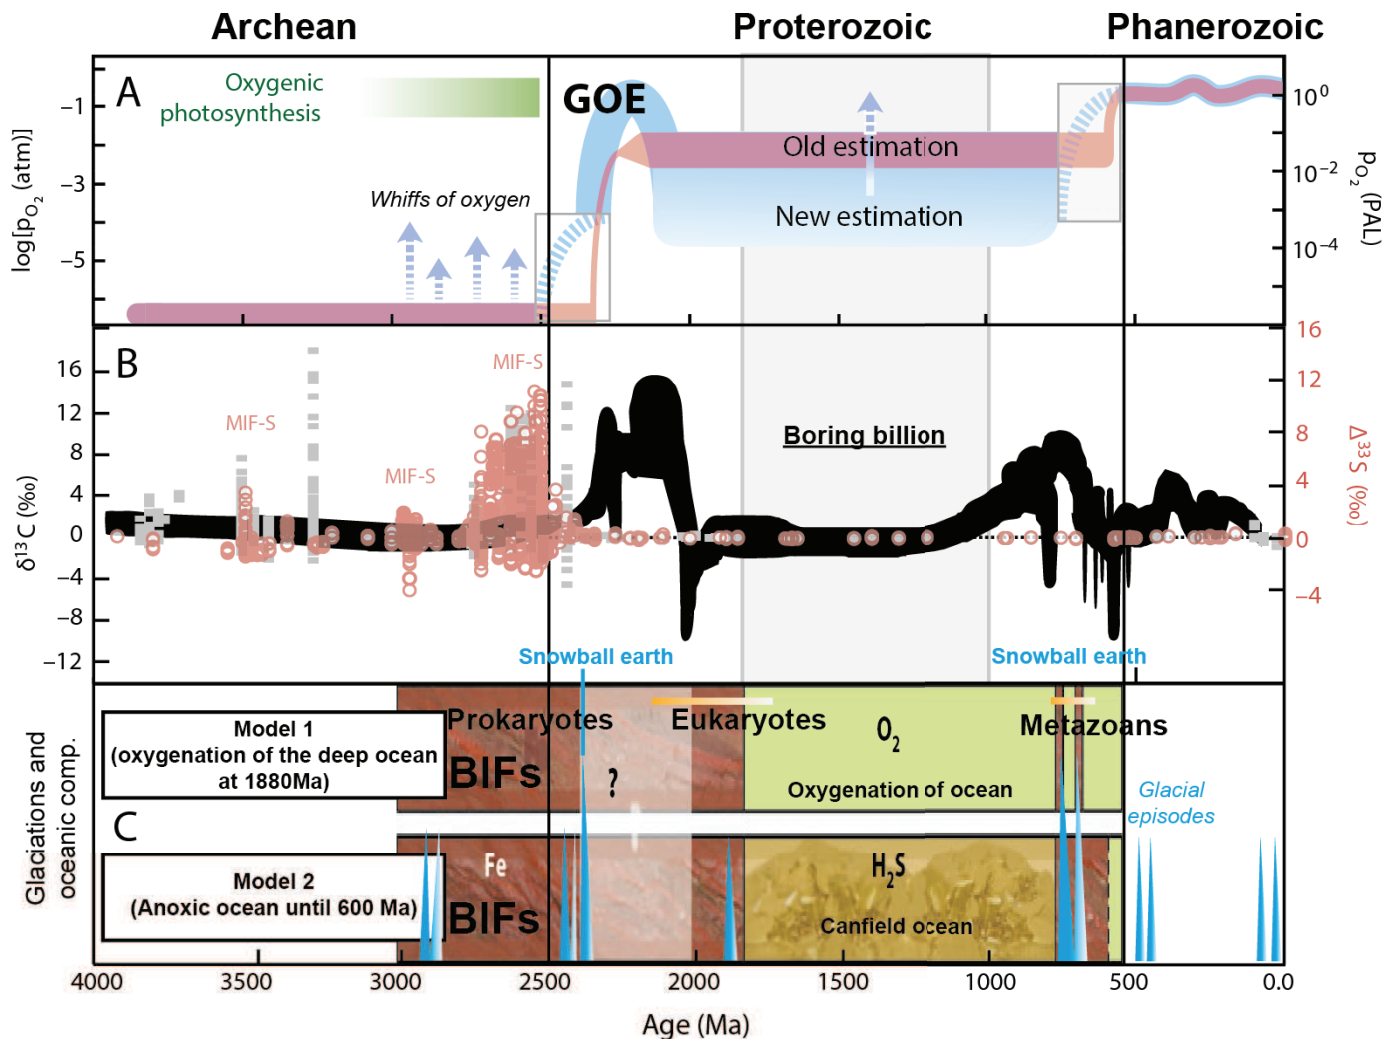 Archean
Proterozoic
Phanerozoic
A
Oxygenic
photosynthesis
GOE
Whiffs of oxygen
Old estimation
New estimation
log[pO2 (atm)]
−1
−3
−5
10^0
10^−2
10^−4
pO2 (PAL)
B
MIF-S
MIF-S
MIF-S
Boring billion
δ13C (‰)
16
12
8
4
0
−4
−8
−12
16
12
8
4
0
−4
Δ33S (‰)
Snowball earth
Snowball earth
Glaciations and
oceanic comp.
Model 1
(oxygenation of the deep ocean
at 1880Ma)
Prokaryotes
Eukaryotes
Metazoans
BIFs
?
O2
Oxygenation of ocean
Glacial
episodes
C
Model 2
(Anoxic ocean until 600 Ma)
Fe
BIFs
H2S
Canfield ocean
4000
3500
3000
2500
2000
1500
1000
500
0.0
Age (Ma)